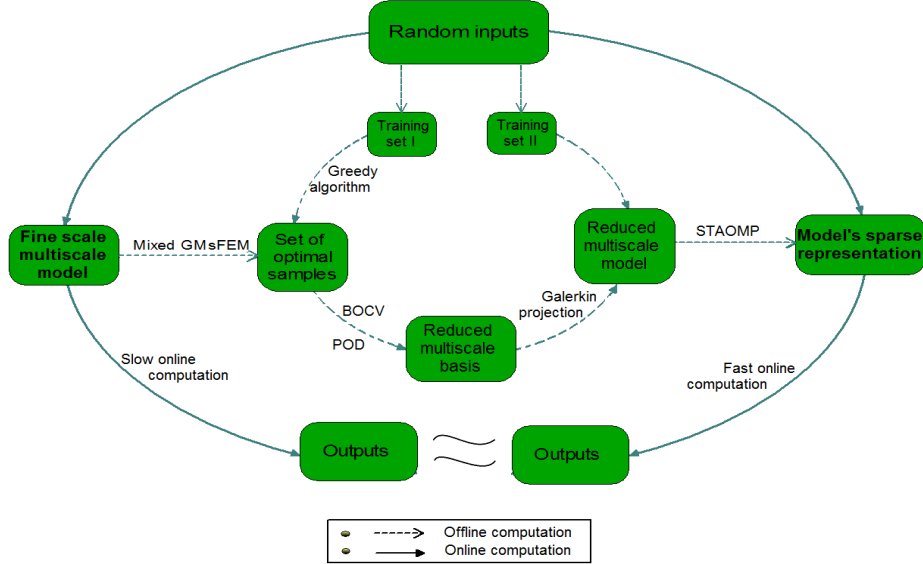 Random inputs
Training
set I
Training
set II
Greedy
algorithm
Fine scale
multiscale
model
Mixed GMsFEM
Set of
optimal
samples
Reduced
multiscale
model
STAOMP
Model's sparse
representation
BOCV
POD
Galerkin
projection
Reduced
multiscale
basis
Slow online
computation
Fast online
computation
Outputs
Outputs
Offline computation
Online computation